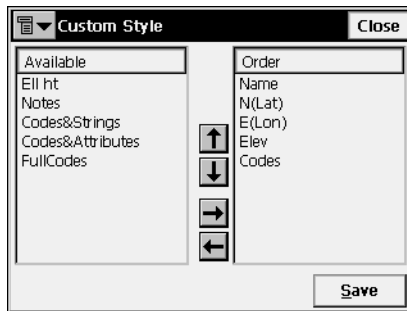 Custom Style
Close
Available
Ell ht
Notes
Codes&Strings
Codes&Attributes
FullCodes
Order
Name
N(Lat)
E(Lon)
Elev
Codes
Save